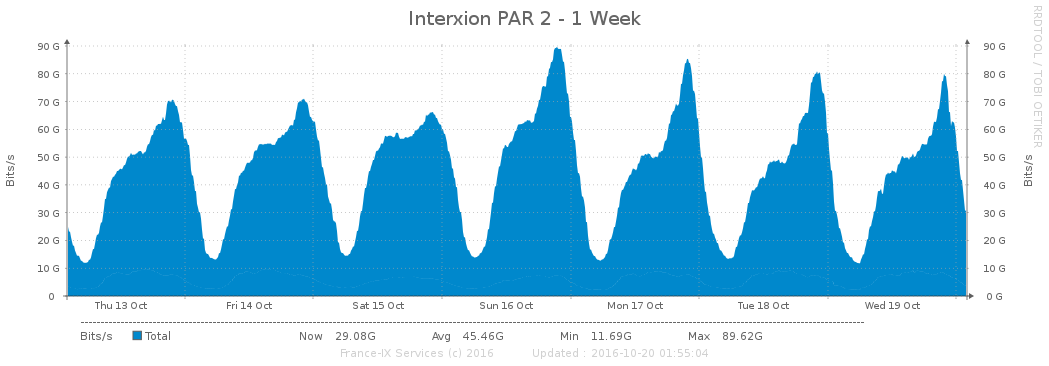 Interxion PAR 2 - 1 Week
RRDTOOL / TOBI OETIKER
Bits/s
90 G
80 G
70 G
60 G
50 G
40 G
30 G
20 G
10 G
0
90 G
80 G
70 G
60 G
50 G
40 G
30 G
20 G
10 G
0 G
Bits/s
Thu 13 Oct Fri 14 Oct Sat 15 Oct Sun 16 Oct Mon 17 Oct Tue 18 Oct Wed 19 Oct
Bits/s Total Now 29.08G Avg 45.46G Min 11.69G Max 89.62G
France-IX Services (c) 2016 Updated : 2016-10-20 01:55:04